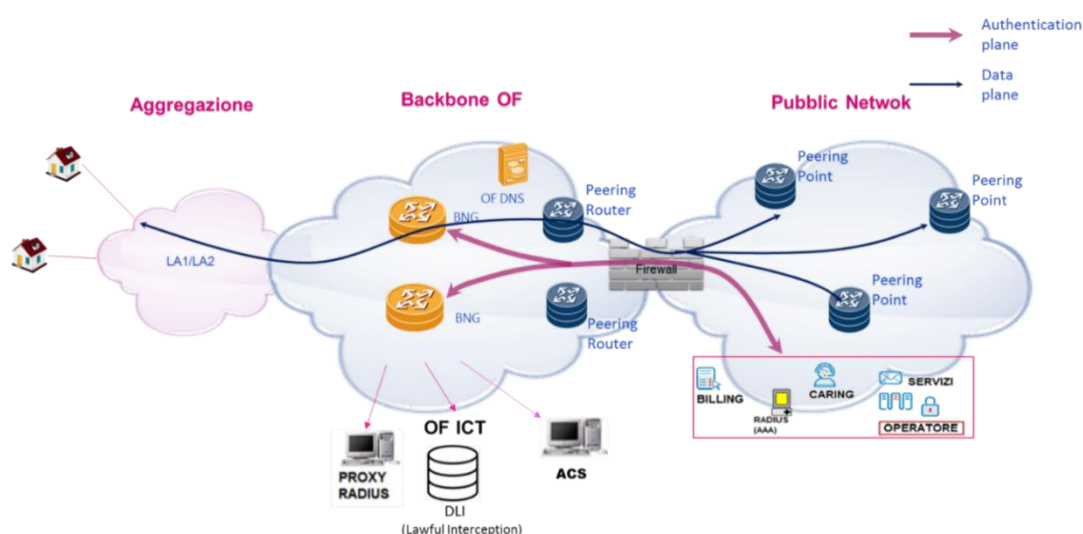 Authentication
plane
Data
plane
Aggregazione
Backbone OF
Pubblic Netwok
OF DNS
BNG
Peering
Router
Peering
Point
Peering
Point
LA1/LA2
Firewall
BNG
Peering
Router
Peering
Point
BILLING
RADIUS
(AAA)
CARING
SERVIZI
OPERATORE
PROXY
RADIUS
OF ICT
DLI
(Lawful Interception)
ACS